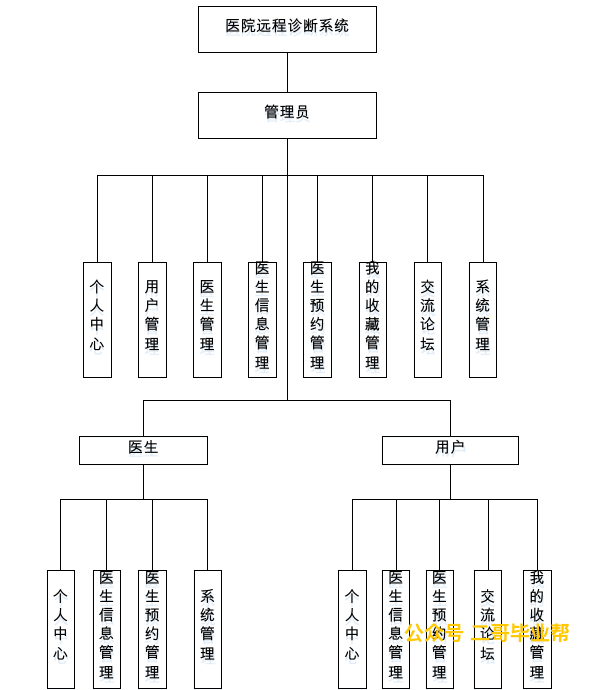 医院远程诊断系统
管理员
个人中心
用户管理
医生管理
医生信息管理
医生预约管理
我的收藏管理
交流论坛
系统管理
医生
用户
个人中心
医生信息管理
医生预约管理
系统管理
个人中心
医生信息管理
医生预约管理
交流论坛
我的收藏管理
公众号 二哥毕业帮